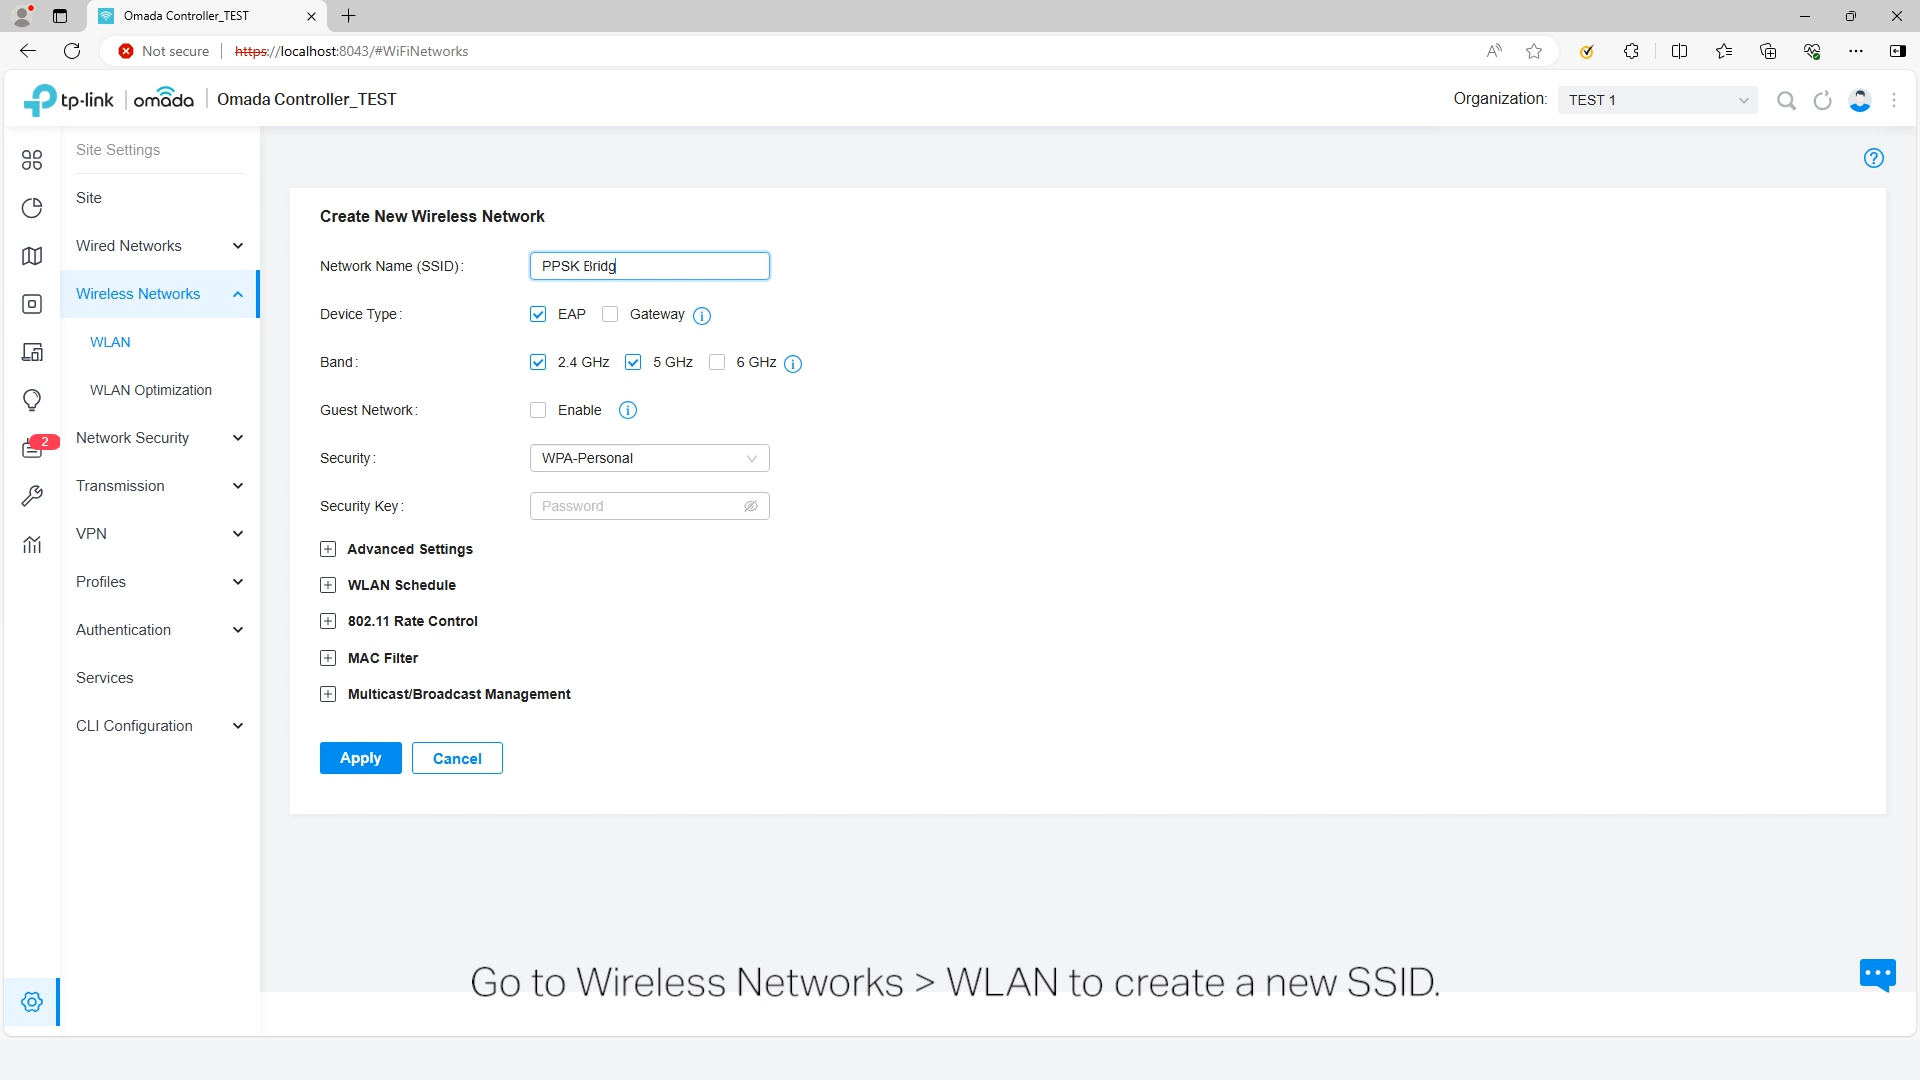 Omada Controller_TEST
Not secure
https://localhost:8043/#WiFiNetworks
tp-link
omada
Omada Controller_TEST
Organization:
TEST 1
Site Settings
Site
Wired Networks
Wireless Networks
WLAN
WLAN Optimization
Network Security
2
Transmission
VPN
Profiles
Authentication
Services
CLI Configuration
Create New Wireless Network
Network Name (SSID):
PPSK Bridg
Device Type:
EAP
Gateway
Band:
2.4 GHz
5 GHz
6 GHz
Guest Network:
Enable
Security:
WPA-Personal
Security Key:
Password
Advanced Settings
WLAN Schedule
802.11 Rate Control
MAC Filter
Multicast/Broadcast Management
Apply
Cancel
Go to Wireless Networks > WLAN to create a new SSID.